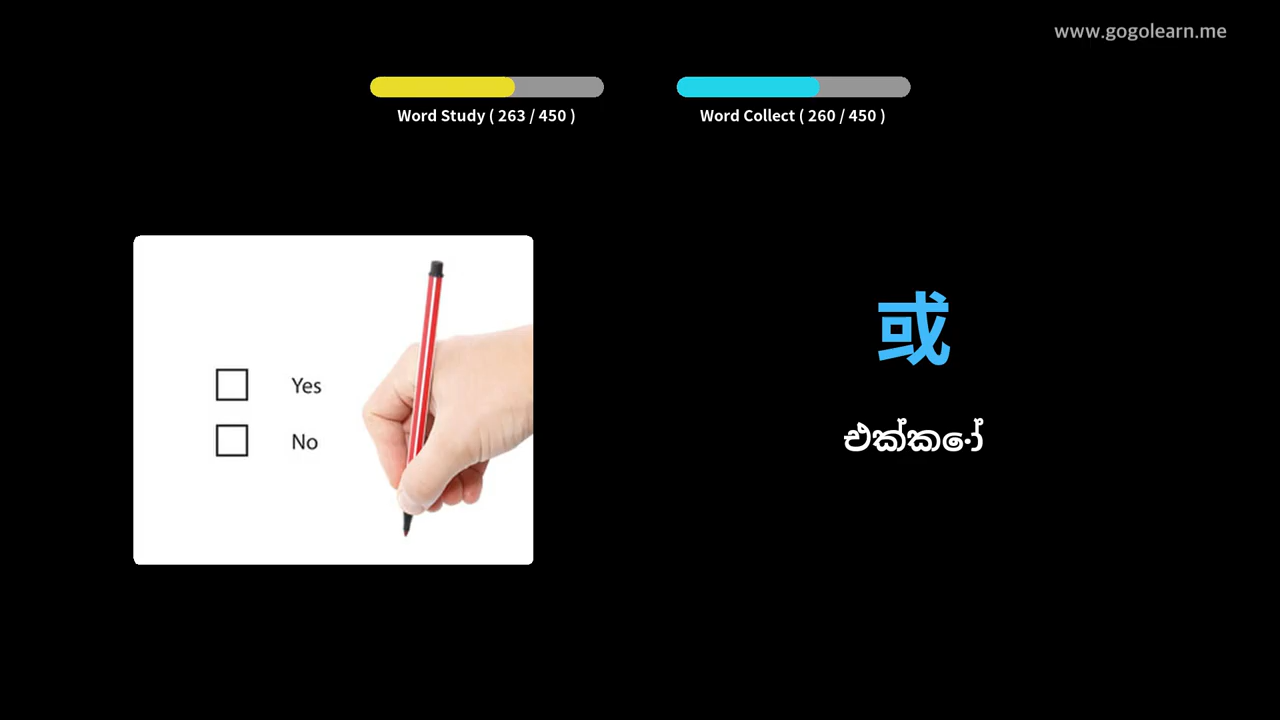 www.gogolearn.me
Word Study ( 263 / 450 )
Word Collect ( 260 / 450 )
Yes
No
或
එක්කෝ